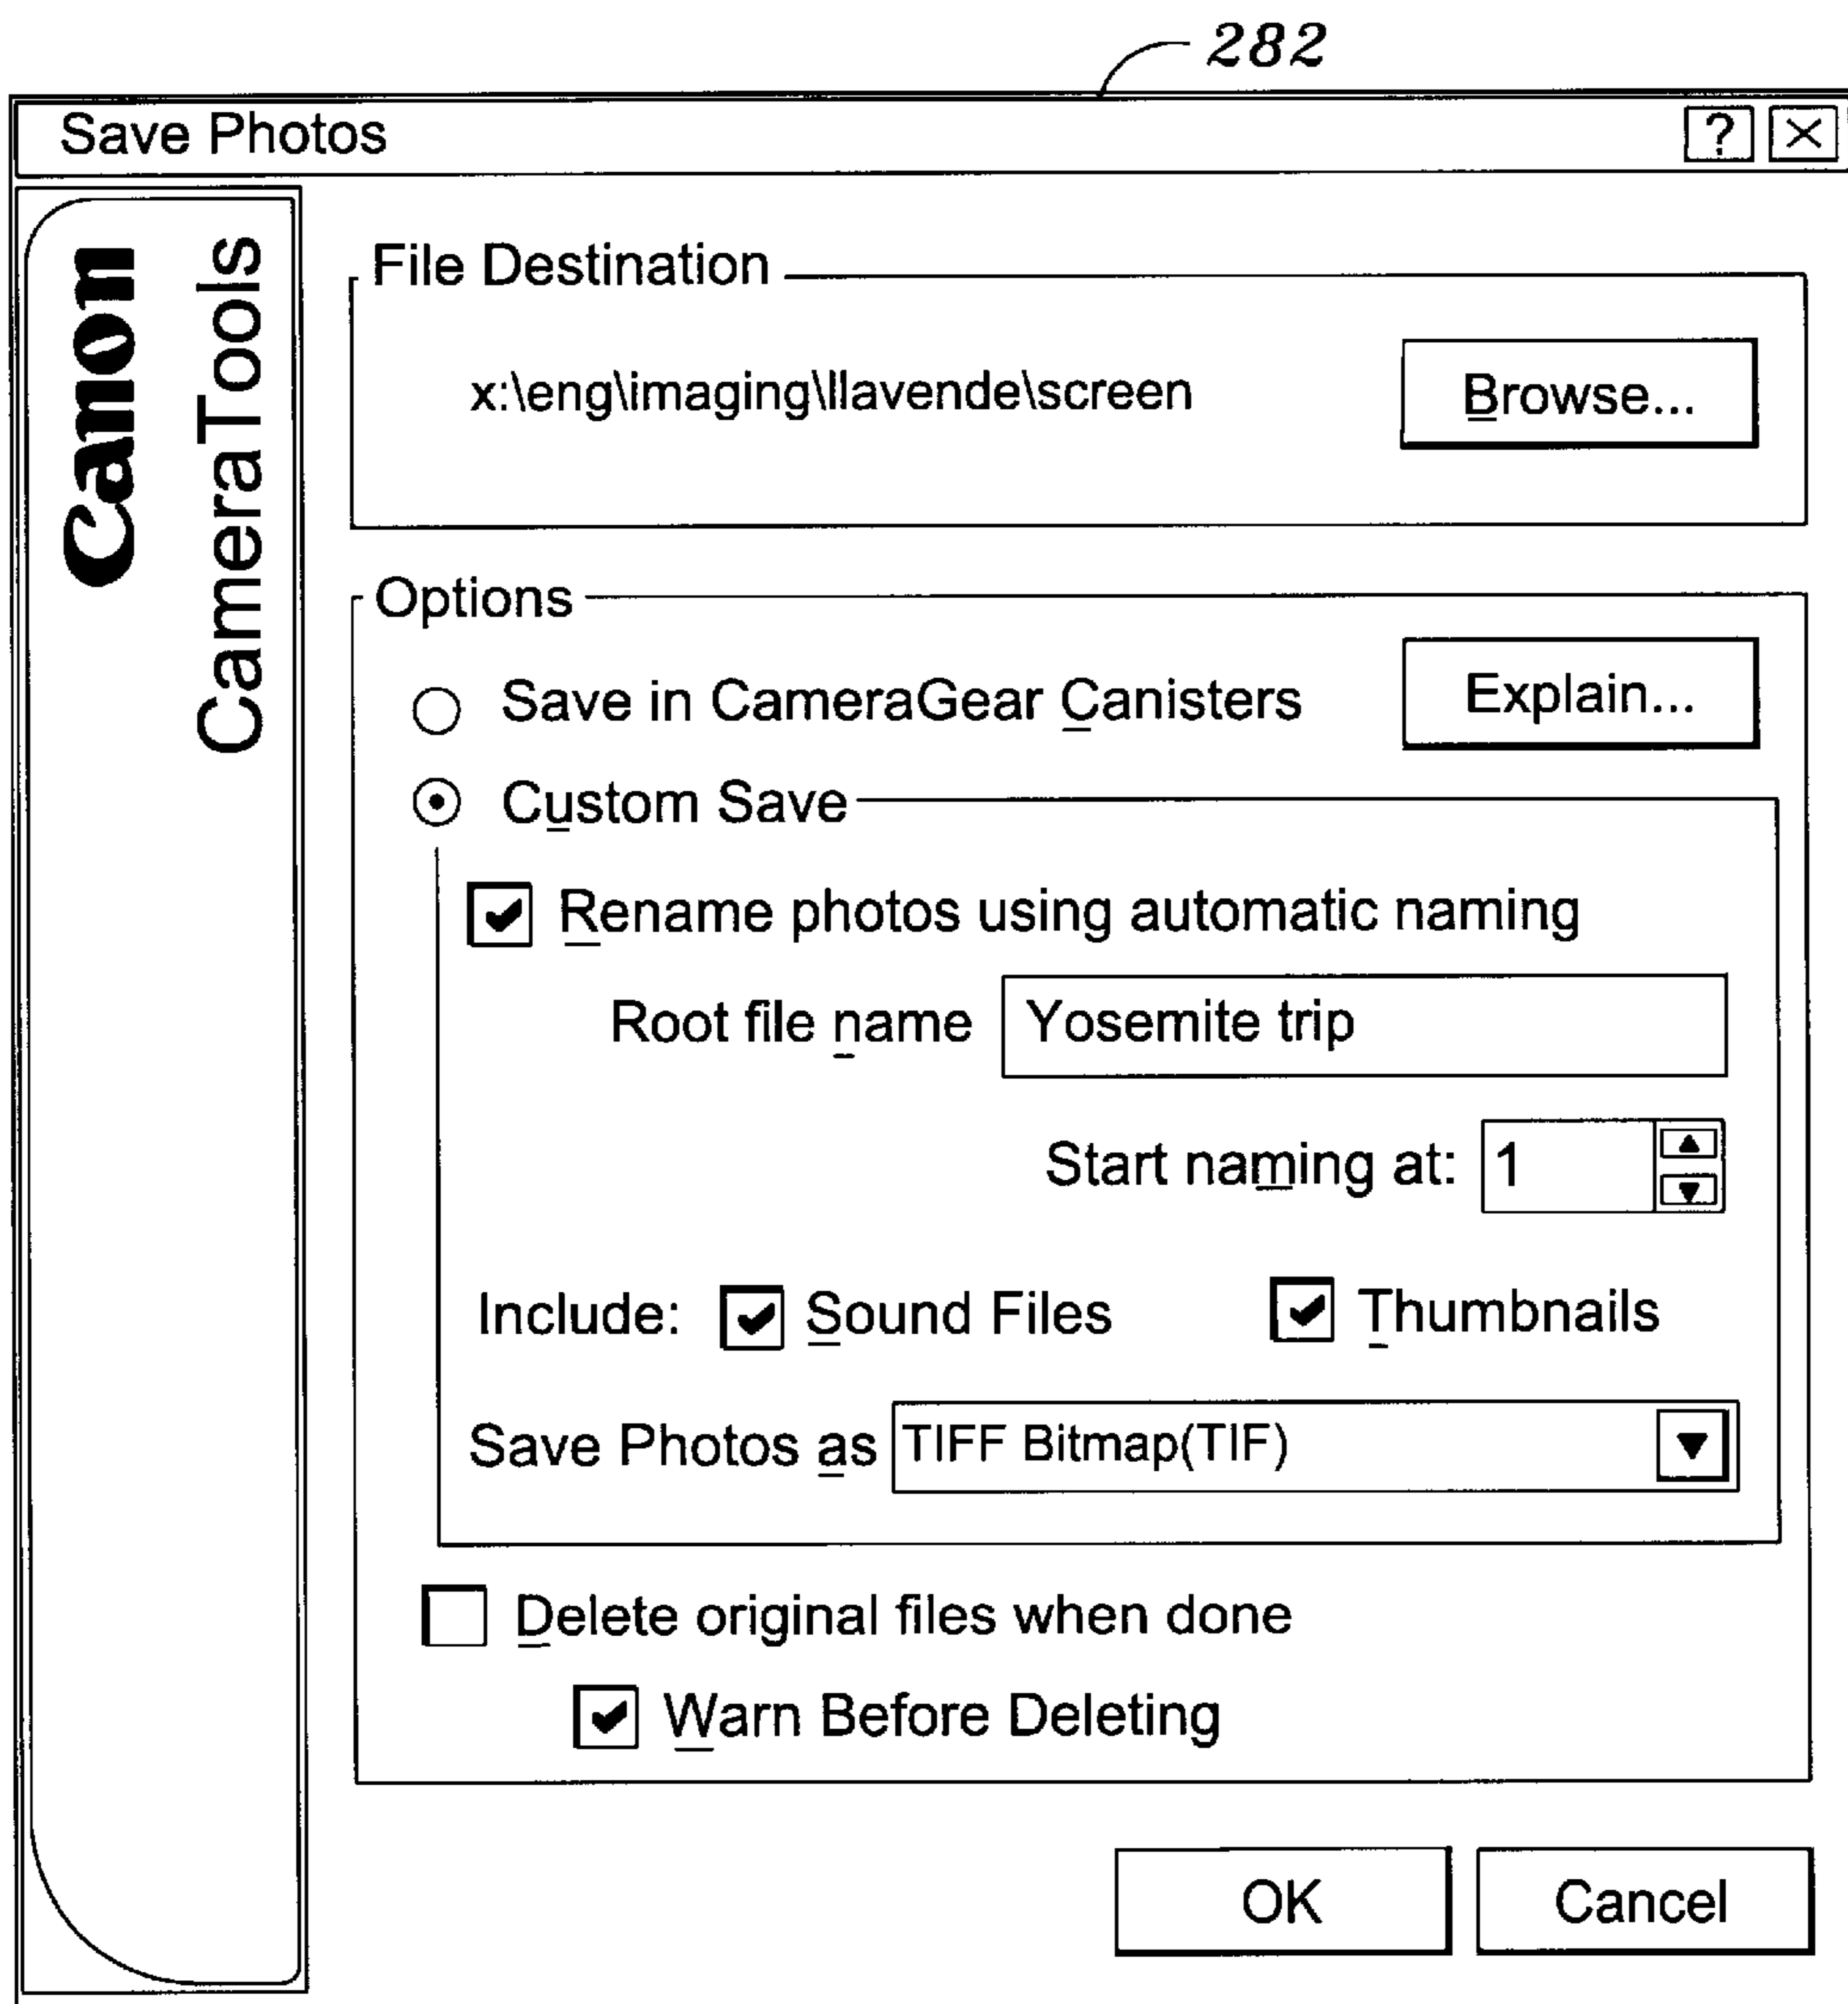 282
Save Photos ? X
Canon
CameraTools
File Destination
x:\eng\imaging\llavende\screen
Browse...
Options
Save in CameraGear Canisters
Explain...
Custom Save
Rename photos using automatic naming
Root file name Yosemite trip
Start naming at: 1
Include: Sound Files Thumbnails
Save Photos as TIFF Bitmap(TIF)
Delete original files when done
Warn Before Deleting
OK Cancel